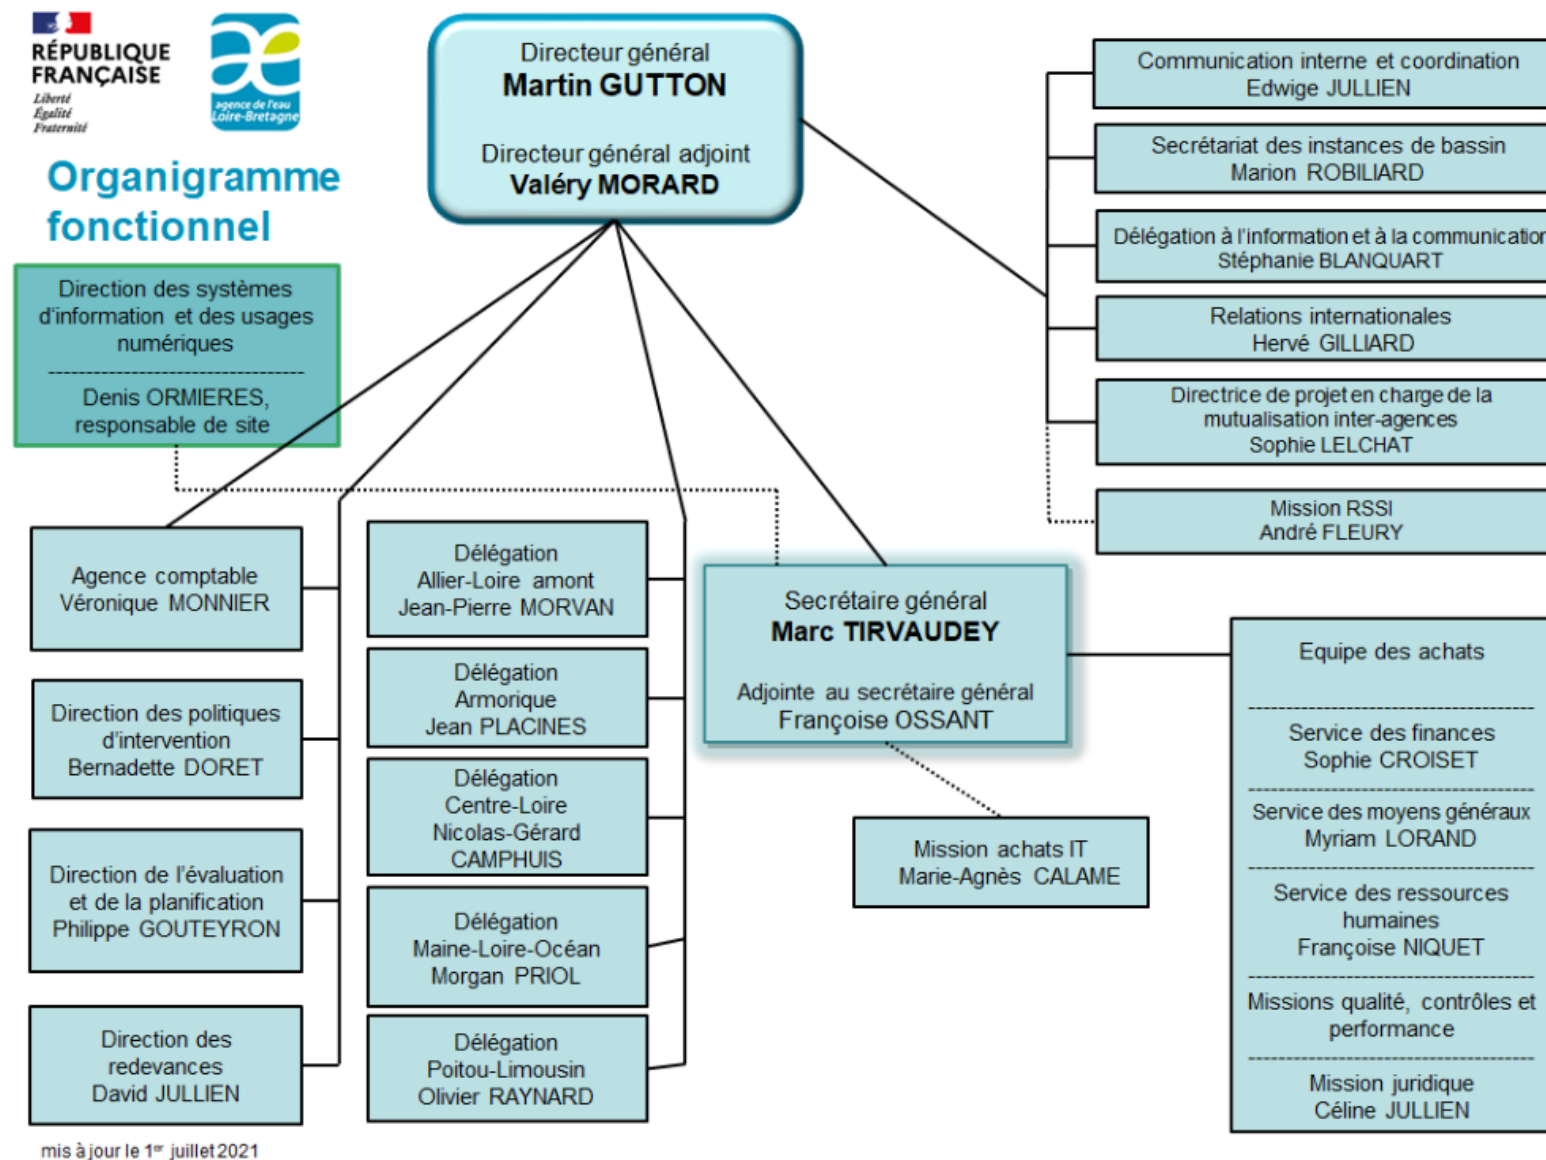 RÉPUBLIQUE
FRANÇAISE
Liberté
Égalité
Fraternité
agence de l'eau
Loire-Bretagne
Organigramme
fonctionnel
Directeur général
Martin GUTTON
Directeur général adjoint
Valéry MORARD
Communication interne et coordination
Edwige JULLIEN
Secrétariat des instances de bassin
Marion ROBILIARD
Délégation à l'information et à la communication
Stéphanie BLANQUART
Relations internationales
Hervé GILLIARD
Directrice de projet en charge de la
mutualisation inter-agences
Sophie LELCHAT
Mission RSSI
André FLEURY
Direction des systèmes
d'information et des usages
numériques
----------------------------------
Denis ORMIERES,
responsable de site
Agence comptable
Véronique MONNIER
Direction des politiques
d'intervention
Bernadette DORET
Direction de l'évaluation
et de la planification
Philippe GOUTEYRON
Direction des
redevances
David JULLIEN
Délégation
Allier-Loire amont
Jean-Pierre MORVAN
Délégation
Armorique
Jean PLACINES
Délégation
Centre-Loire
Nicolas-Gérard
CAMPHUIS
Délégation
Maine-Loire-Océan
Morgan PRIOL
Délégation
Poitou-Limousin
Olivier RAYNARD
Secrétaire général
Marc TIRVAUDEY
Adjointe au secrétaire général
Françoise OSSANT
Mission achats IT
Marie-Agnès CALAME
Equipe des achats
--------------------------------------
Service des finances
Sophie CROISET
--------------------------------------
Service des moyens généraux
Myriam LORAND
--------------------------------------
Service des ressources
humaines
Françoise NIQUET
--------------------------------------
Missions qualité, contrôles et
performance
--------------------------------------
Mission juridique
Céline JULLIEN
mis à jour le 1er juillet 2021